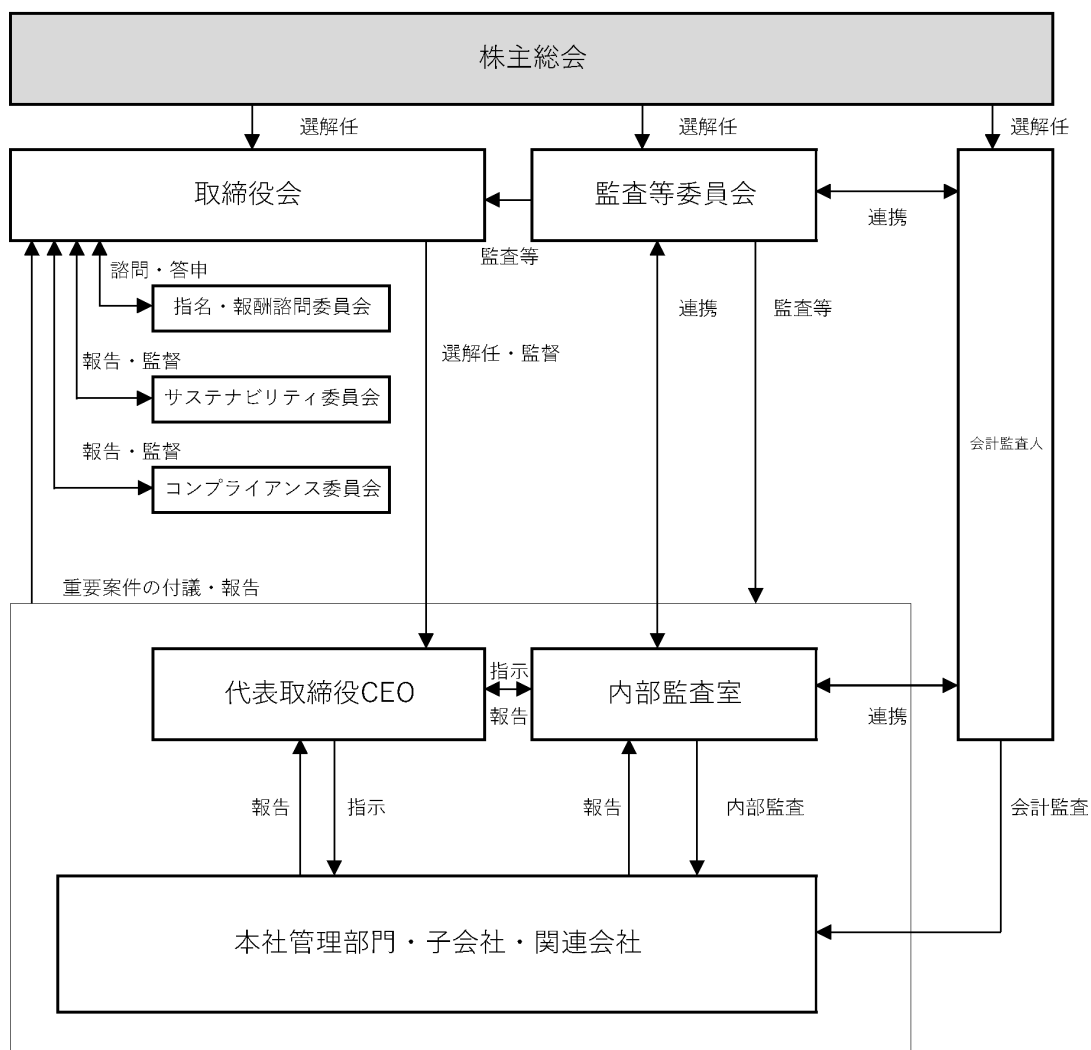 株主総会
選解任
選解任
選解任
取締役会
監査等委員会
連携
監査等
諮問・答申
指名・報酬諮問委員会
連携
監査等
選解任・監督
報告・監督
サステナビリティ委員会
報告・監督
会計監査人
コンプライアンス委員会
重要案件の付議・報告
代表取締役CEO
指示
報告
内部監査室
連携
報告
指示
報告
内部監査
会計監査
本社管理部門・子会社・関連会社